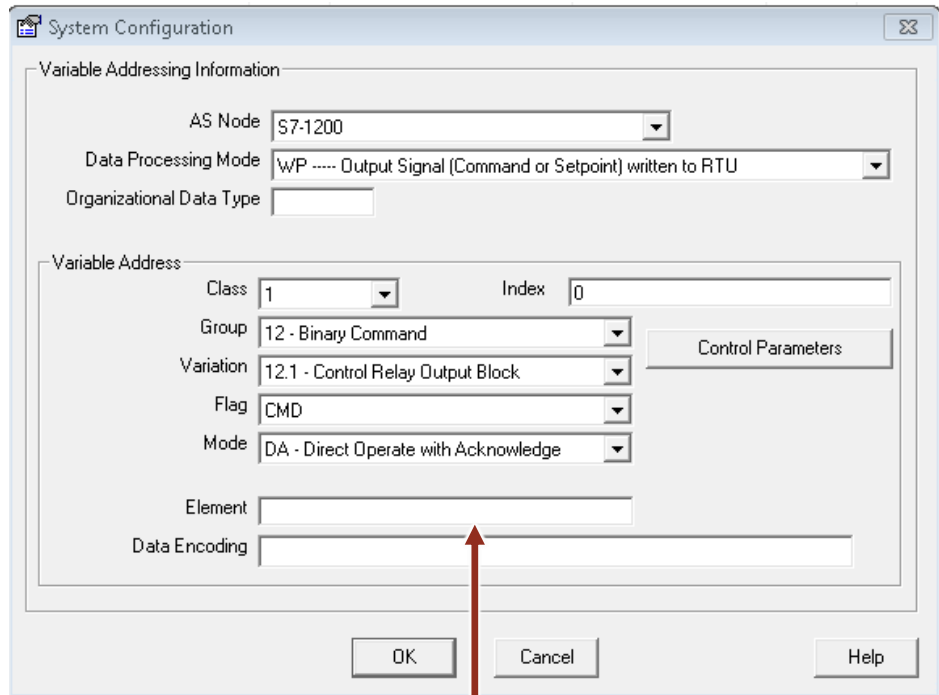 System Configuration
Variable Addressing Information
AS Node S7-1200
Data Processing Mode WP ----- Output Signal (Command or Setpoint) written to RTU
Organizational Data Type
Variable Address
Class 1 Index 0
Group 12 - Binary Command
Control Parameters
Variation 12.1 - Control Relay Output Block
Flag CMD
Mode DA - Direct Operate with Acknowledge
Element
Data Encoding
OK Cancel Help